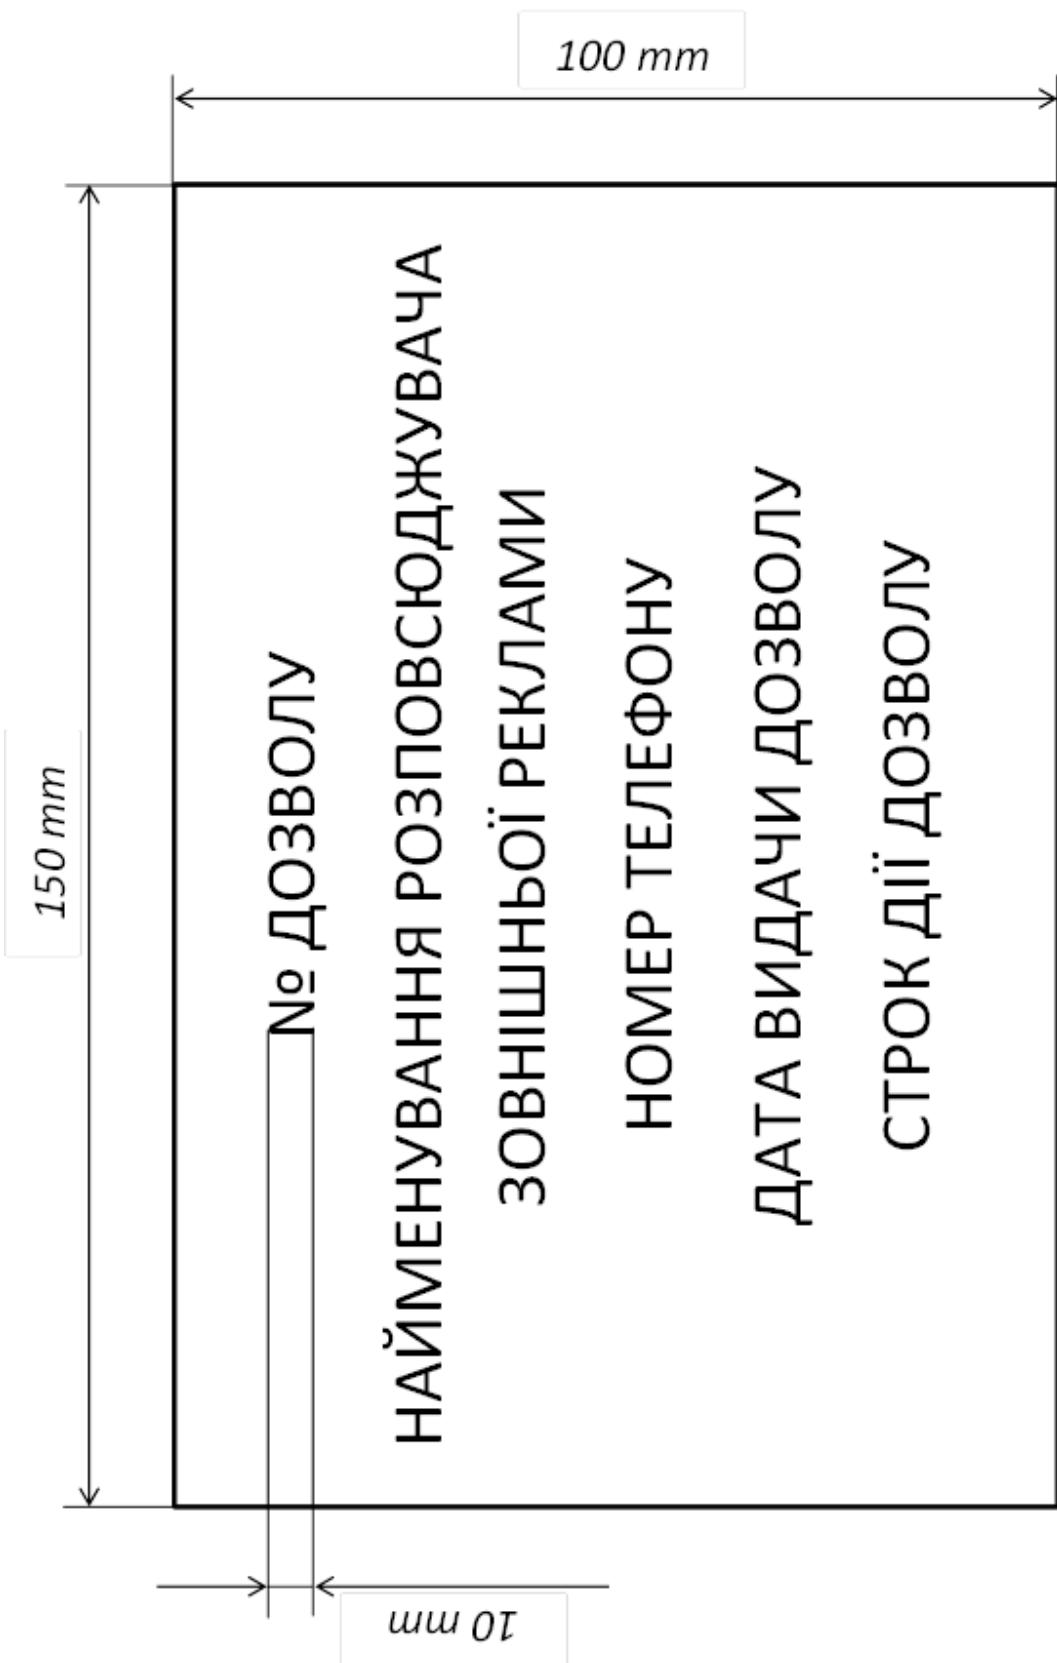 100 mm
150 mm
№ ДОЗВОЛУ
НАЙМЕНУВАННЯ РОЗПОВСЮДЖУВАЧА
ЗОВНІШНЬОЇ РЕКЛАМИ
НОМЕР ТЕЛЕФОНУ
ДАТА ВИДАЧИ ДОЗВОЛУ
СТРОК ДІЇ ДОЗВОЛУ
10 mm